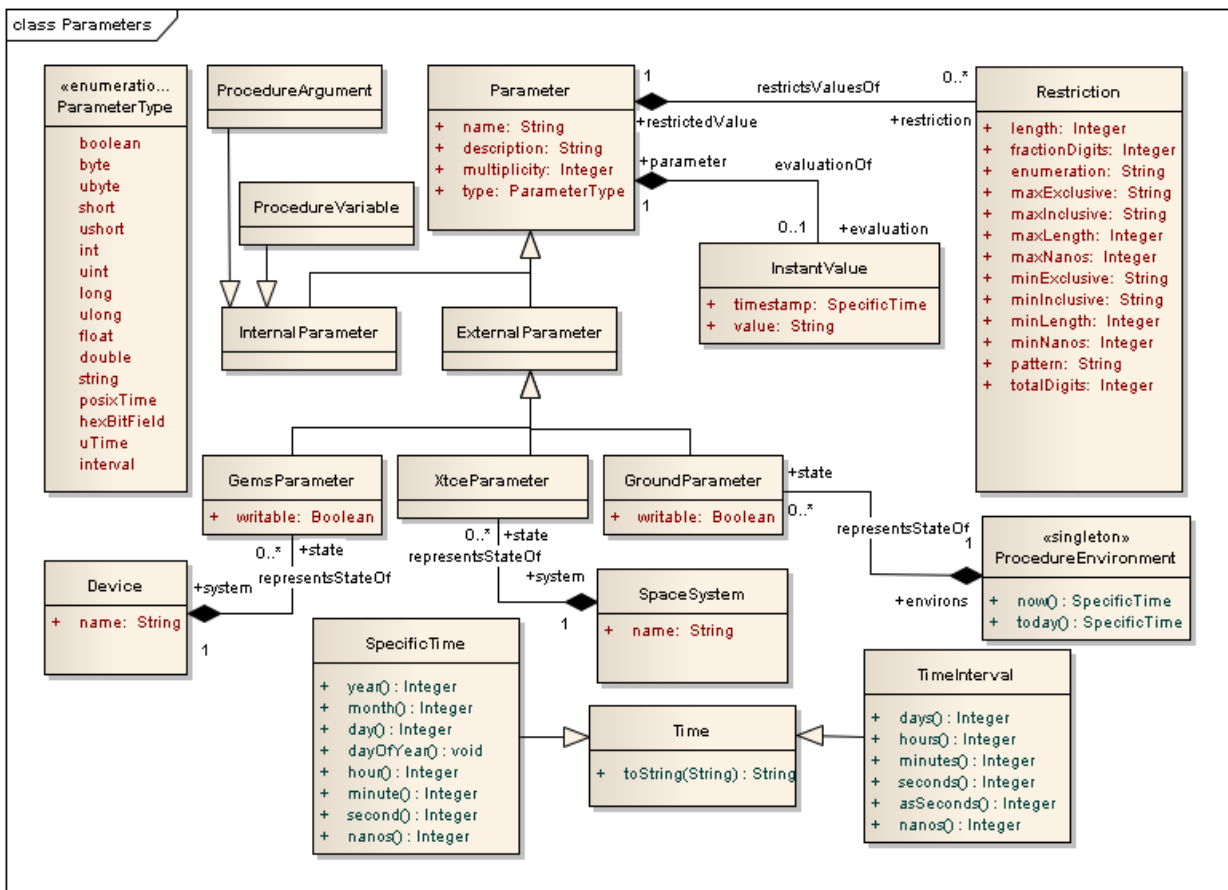 class Parameters
«enumeratio...
ParameterType
boolean
byte
ubyte
short
ushort
int
uint
long
ulong
float
double
string
posixTime
hexBitField
uTime
interval
ProcedureArgument
ProcedureVariable
InternalParameter
Parameter
+ name: String
+ description: String
+ multiplicity: Integer
+ type: ParameterType
1
restrictsValuesOf
0..*
+restrictedValue
+restriction
+parameter
evaluationOf
1
0..1
+evaluation
InstantValue
+ timestamp: SpecificTime
+ value: String
Restriction
+ length: Integer
+ fractionDigits: Integer
+ enumeration: String
+ maxExclusive: String
+ maxInclusive: String
+ maxLength: Integer
+ maxNanos: Integer
+ minExclusive: String
+ minInclusive: String
+ minLength: Integer
+ minNanos: Integer
+ pattern: String
+ totalDigits: Integer
ExternalParameter
GemsParameter
+ writable: Boolean
XtceParameter
GroundParameter
+ writable: Boolean
+state
0..*
representsStateOf
1
+environs
«singleton»
ProcedureEnvironment
+ now() : SpecificTime
+ today() : SpecificTime
0..*
+state
representsStateOf
+system
1
Device
+ name: String
0..*
+state
representsStateOf
+system
1
SpaceSystem
+ name: String
SpecificTime
+ year() : Integer
+ month() : Integer
+ day() : Integer
+ dayOfYear() : void
+ hour() : Integer
+ minute() : Integer
+ second() : Integer
+ nanos() : Integer
Time
+ toString(String) : String
TimeInterval
+ days() : Integer
+ hours() : Integer
+ minutes() : Integer
+ seconds() : Integer
+ asSeconds() : Integer
+ nanos() : Integer